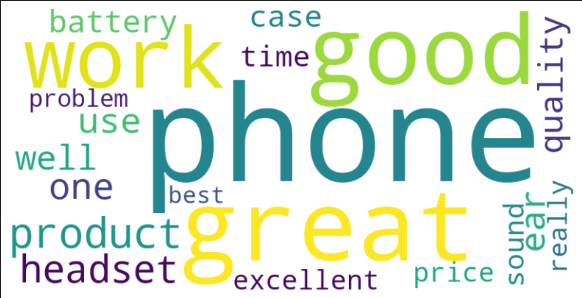 battery
case
good
work
time
quality
problem
phone
use
well
one
best
great
product
sound
ear
really
headset
excellent
price